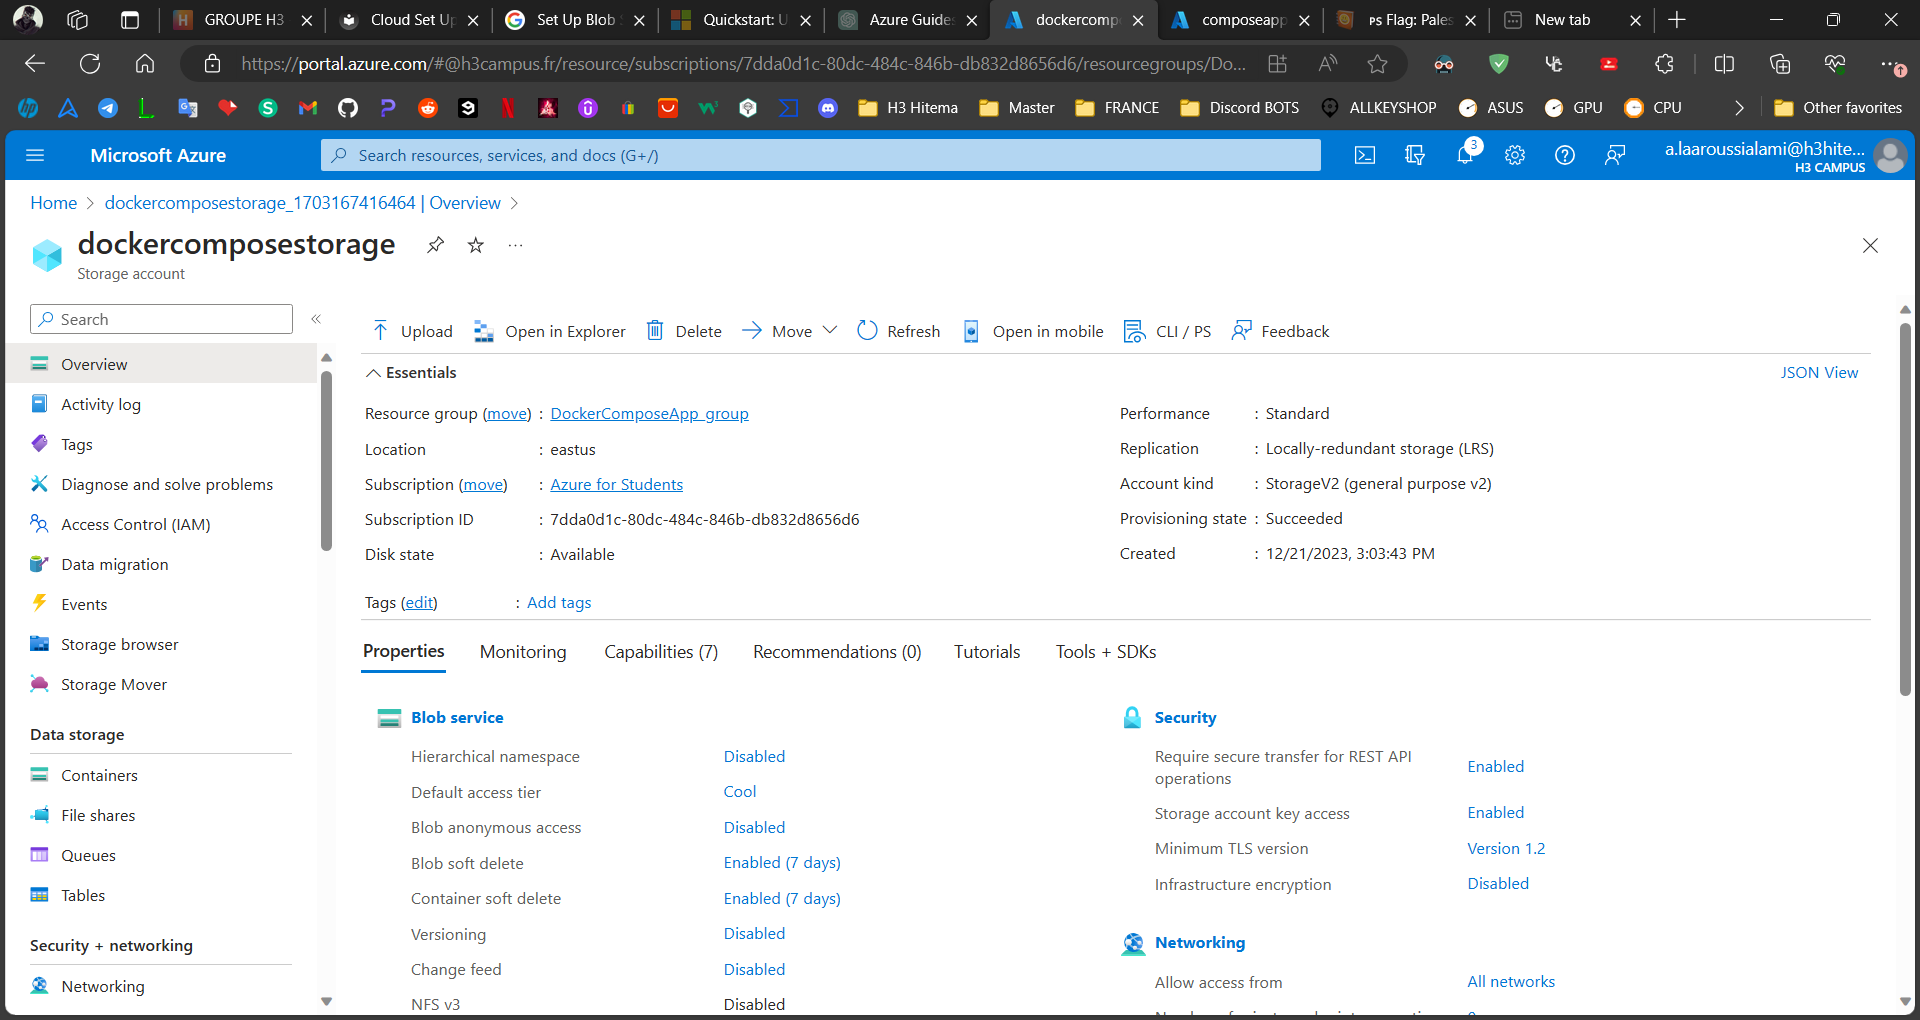 GROUPE H3
Cloud Set Up
Set Up Blob
Quickstart: U
Azure Guide
dockercomp
composeapp
PS Flag: Pales
New tab
https://portal.azure.com/#@h3campus.fr/resource/subscriptions/7dda0d1c-80dc-484c-846b-db832d8656d6/resourcegroups/Do...
H3 Hitema
Master
FRANCE
Discord BOTS
ALLKEYSHOP
ASUS
GPU
CPU
Other favorites
Microsoft Azure
Search resources, services, and docs (G+/)
3
a.laaroussialami@h3hite...
H3 CAMPUS
Home > dockercomposestorage_1703167416464 | Overview >
dockercomposestorage
...
Storage account
Search
«
Upload
Open in Explorer
Delete
Move
Refresh
Open in mobile
CLI / PS
Feedback
Overview
Activity log
Tags
Diagnose and solve problems
Access Control (IAM)
Data migration
Events
Storage browser
Storage Mover
Data storage
Containers
File shares
Queues
Tables
Security + networking
Networking
Essentials
JSON View
Resource group (move) : DockerComposeApp_group
Location : eastus
Subscription (move) : Azure for Students
Subscription ID : 7dda0d1c-80dc-484c-846b-db832d8656d6
Disk state : Available
Performance : Standard
Replication : Locally-redundant storage (LRS)
Account kind : StorageV2 (general purpose v2)
Provisioning state : Succeeded
Created : 12/21/2023, 3:03:43 PM
Tags (edit) : Add tags
Properties
Monitoring
Capabilities (7)
Recommendations (0)
Tutorials
Tools + SDKs
Blob service
Hierarchical namespace Disabled
Default access tier Cool
Blob anonymous access Disabled
Blob soft delete Enabled (7 days)
Container soft delete Enabled (7 days)
Versioning Disabled
Change feed Disabled
NFS v3 Disabled
Security
Require secure transfer for REST API
operations Enabled
Storage account key access Enabled
Minimum TLS version Version 1.2
Infrastructure encryption Disabled
Networking
Allow access from All networks